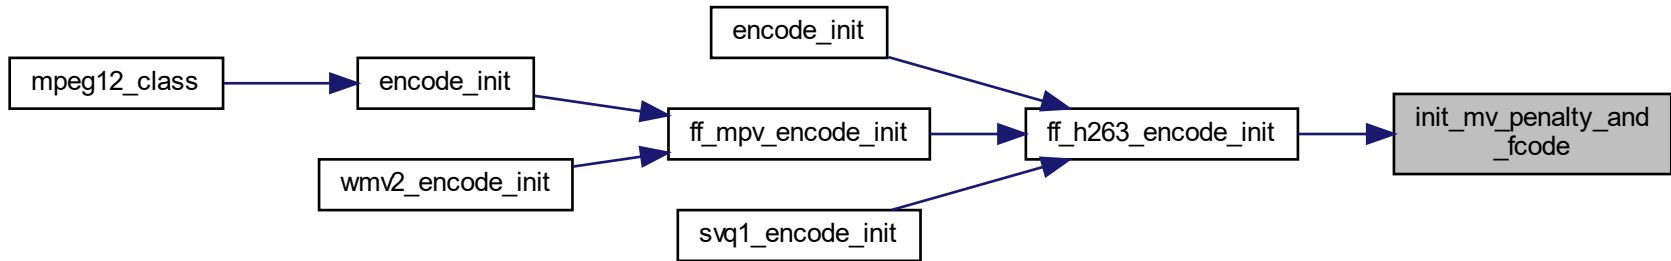 encode_init
mpeg12_class
encode_init
ff_mpv_encode_init
ff_h263_encode_init
init_mv_penalty_and
_fcode
wmv2_encode_init
svq1_encode_init